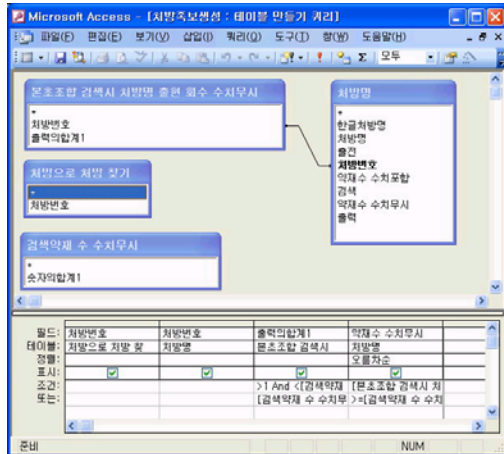 Microsoft Access - [처방족보생성 : 테이블 만들기 쿼리]
파일(F) 편집(E) 보기(V) 삽입(I) 쿼리(Q) 도구(T) 창(W) 도움말(H)
모두
본초조합 검색시 처방명 출현 회수 수치무시
*
처방번호
출력의합계1
처방명
*
한글처방명
처방명
출전
처방번호
약재수 수치포함
검색
약재수 수치무시
출력
처방으로 처방 찾기
*
처방번호
검색약재 수 수치무시
*
숫자의합계1
필드: 처방번호 처방번호 출력의합계1 약재수 수치무시
테이블: 처방으로 처방 찾 처방명 본초조합 검색시 처방명
정렬: 오름차순
표시:
조건: >1 And <[검색약재 [본초조합 검색시 처
또는: [검색약재 수 수치무 >=[검색약재 수 수치
준비 NUM